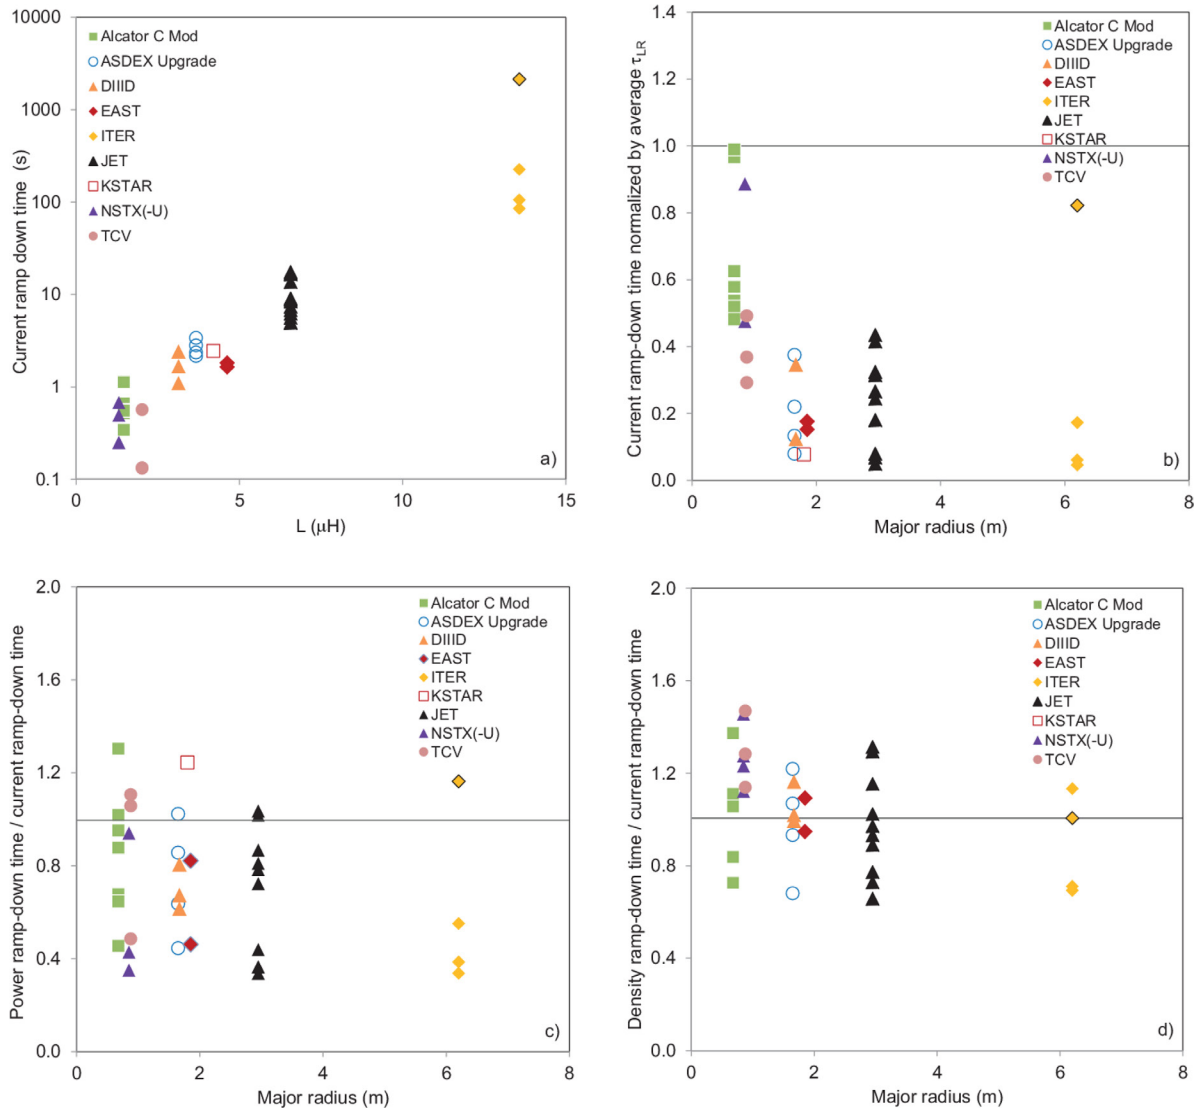 Current ramp down time (s)
10000
1000
100
10
1
0.1
0
5
10
15
L (μH)
Alcator C Mod
ASDEX Upgrade
DIIID
EAST
ITER
JET
KSTAR
NSTX(-U)
TCV
a)
Current ramp-down time normalized by average τLR
1.4
1.2
1.0
0.8
0.6
0.4
0.2
0.0
0
2
4
6
8
Major radius (m)
Alcator C Mod
ASDEX Upgrade
DIIID
EAST
ITER
JET
KSTAR
NSTX(-U)
TCV
b)
Power ramp-down time / current ramp-down time
2.0
1.6
1.2
0.8
0.4
0.0
0
2
4
6
8
Major radius (m)
Alcator C Mod
ASDEX Upgrade
DIIID
EAST
ITER
KSTAR
JET
NSTX(-U)
TCV
c)
Density ramp-down time / current ramp-down time
2.0
1.6
1.2
0.8
0.4
0.0
0
2
4
6
8
Major radius (m)
Alcator C Mod
ASDEX Upgrade
DIIID
EAST
ITER
JET
KSTAR
NSTX(-U)
TCV
d)